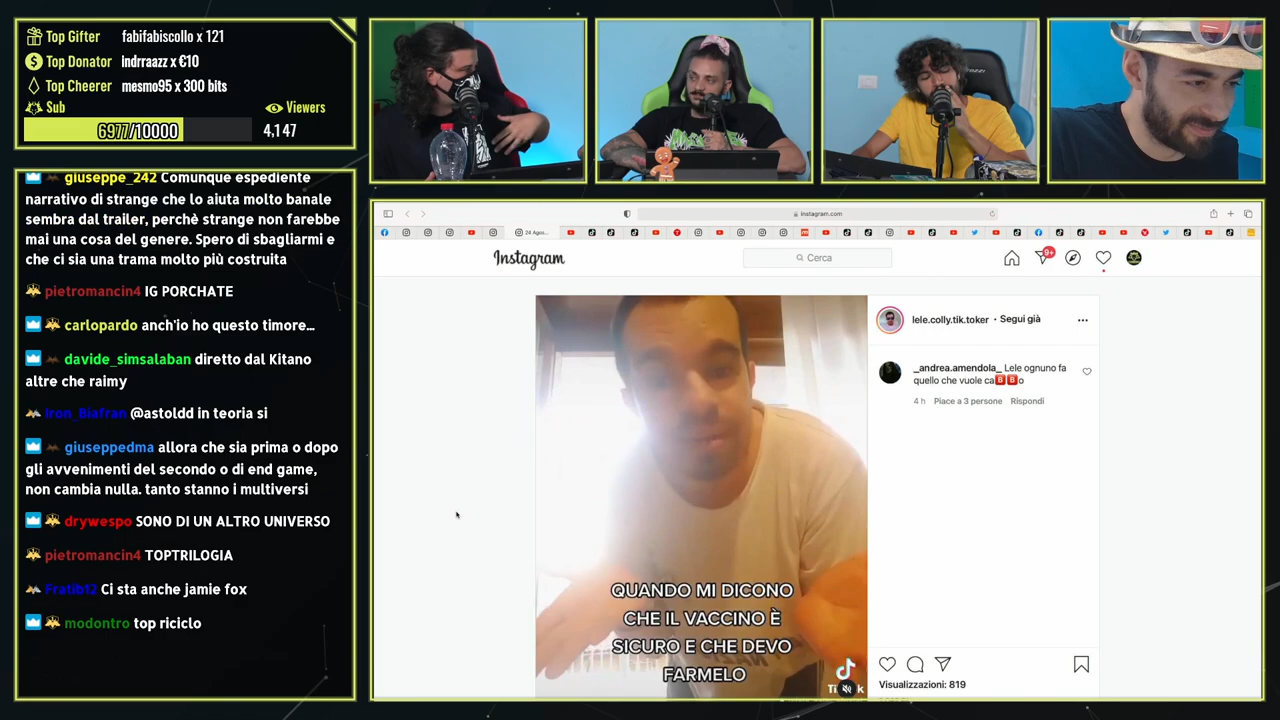 Top Gifter fabifabiscollo x 121
Top Donator indrraazz x €10
Top Cheerer mesmo95 x 300 bits
Sub Viewers
6977/10000 4,147
giuseppe_242 Comunque espediente
narrativo di strange che lo aiuta molto banale
sembra dal trailer, perchè strange non farebbe
mai una cosa del genere. Spero di sbagliarmi e
che ci sia una trama molto più costruita
pietromancin4 IG PORCHATE
carlopardo anch'io ho questo timore...
davide_simsalaban diretto dal Kitano
altre che raimy
Iron_Biafran @astoldd in teoria si
giuseppedma allora che sia prima o dopo
gli avvenimenti del secondo o di end game,
non cambia nulla. tanto stanno i multiversi
drywespo SONO DI UN ALTRO UNIVERSO
pietromancin4 TOPTRILOGIA
Fratib12 Ci sta anche jamie fox
modontro top riciclo
instagram.com
24 Agos...
Instagram
Cerca
9+
lele.colly.tik.toker • Segui già
_andrea.amendola_ Lele ognuno fa
quello che vuole ca🅱️🅱️o
4 h Piace a 3 persone Rispondi
QUANDO MI DICONO
CHE IL VACCINO È
SICURO E CHE DEVO
FARMELO
Visualizzazioni: 819